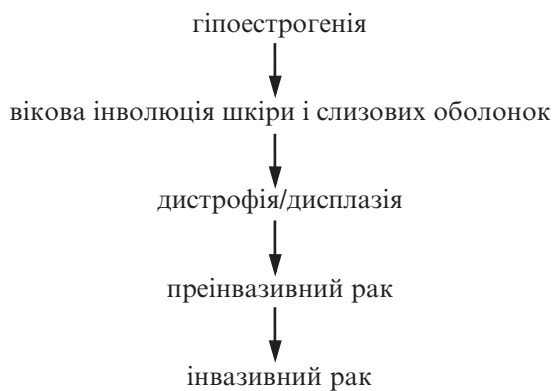 гіпоестрогенія
вікова інволюція шкіри і слизових оболонок
дистрофія/дисплазія
преінвазивний рак
інвазивний рак